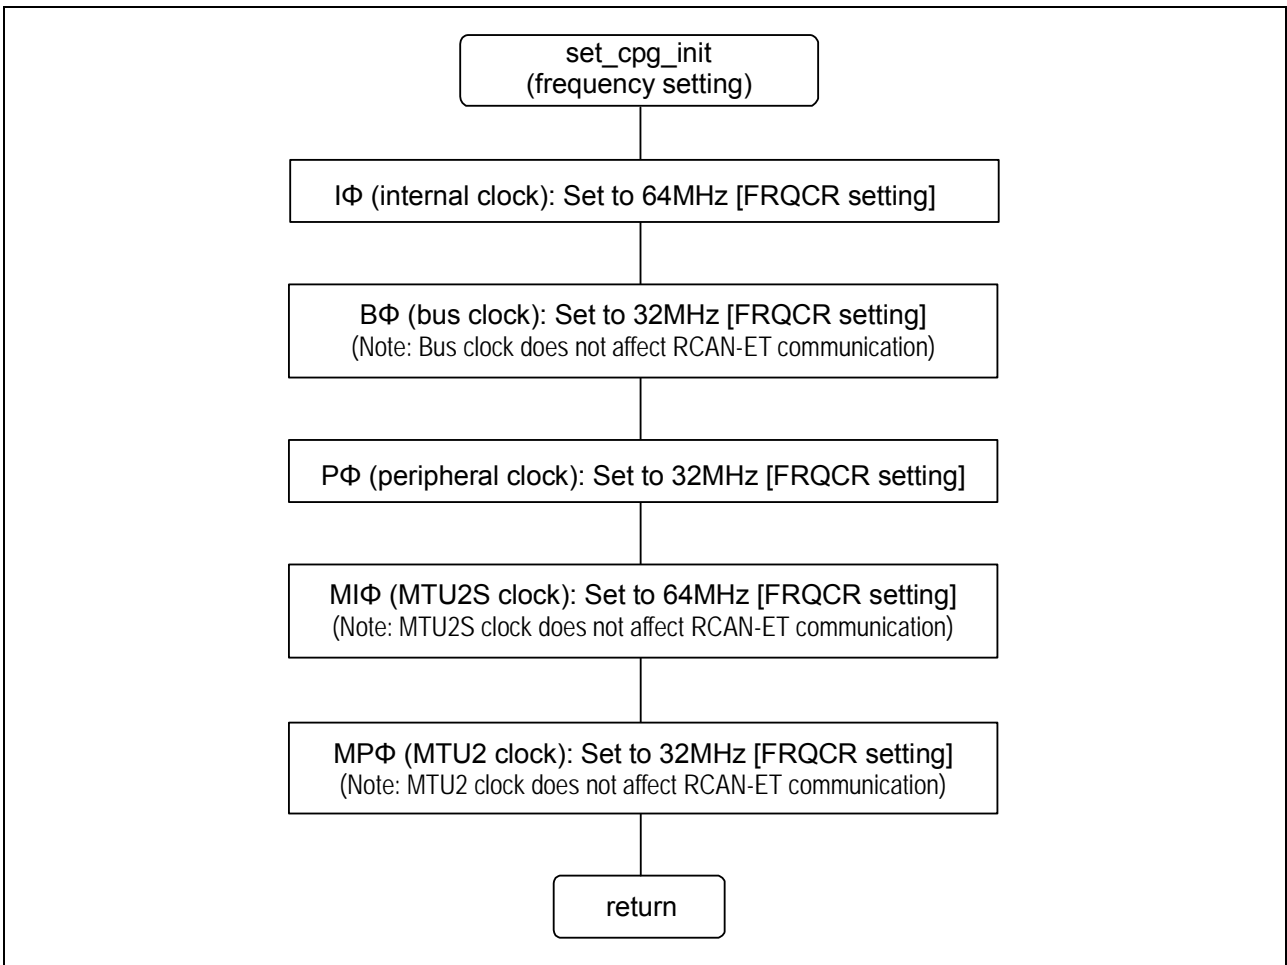 set_cpg_init
(frequency setting)
IΦ (internal clock): Set to 64MHz [FRQCR setting]
BΦ (bus clock): Set to 32MHz [FRQCR setting]
(Note: Bus clock does not affect RCAN-ET communication)
PΦ (peripheral clock): Set to 32MHz [FRQCR setting]
MIΦ (MTU2S clock): Set to 64MHz [FRQCR setting]
(Note: MTU2S clock does not affect RCAN-ET communication)
MPΦ (MTU2 clock): Set to 32MHz [FRQCR setting]
(Note: MTU2 clock does not affect RCAN-ET communication)
return